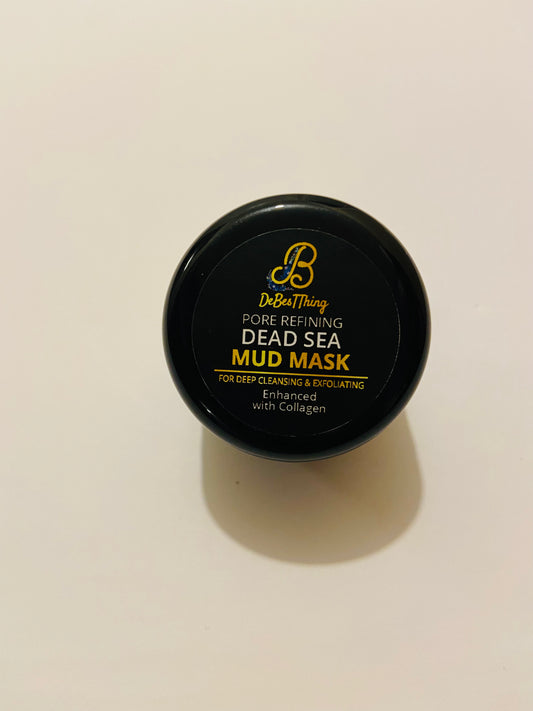 B
DeBesTThing
PORE REFINING
DEAD SEA
MUD MASK
FOR DEEP CLEANSING & EXFOLIATING
Enhanced
with Collagen